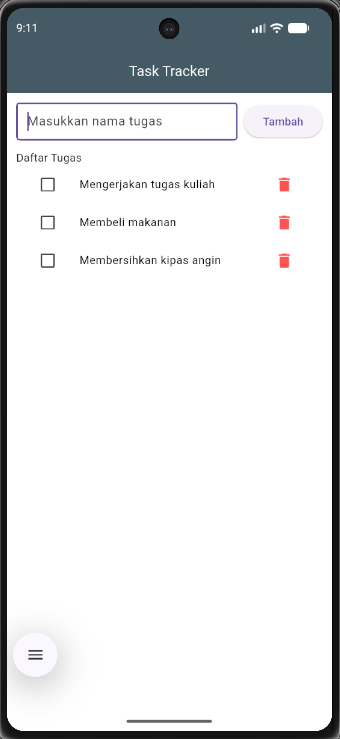 9:11
Task Tracker
Masukkan nama tugas
Tambah
Daftar Tugas
Mengerjakan tugas kuliah
Membeli makanan
Membersihkan kipas angin